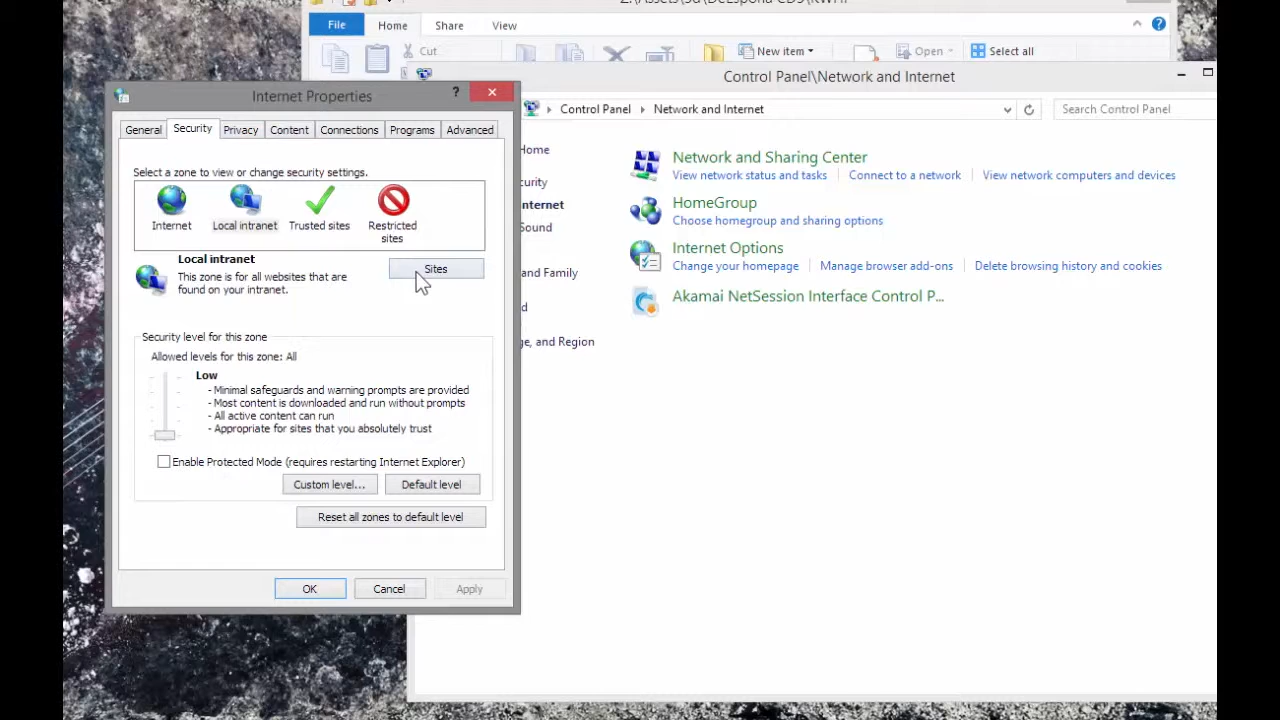 File Home Share View
Cut New item Open Select all
Control Panel\Network and Internet
Internet Properties ?
Control Panel Network and Internet Search Control Panel
General Security Privacy Content Connections Programs Advanced
Select a zone to view or change security settings.
Internet Local intranet Trusted sites Restricted
sites
Local intranet
Sites
This zone is for all websites that are
found on your intranet.
Security level for this zone
Allowed levels for this zone: All
Low
- Minimal safeguards and warning prompts are provided
- Most content is downloaded and run without prompts
- All active content can run
- Appropriate for sites that you absolutely trust
Enable Protected Mode (requires restarting Internet Explorer)
Custom level... Default level
Reset all zones to default level
OK Cancel Apply
Home
curity
nternet
Sound
and Family
d
ge, and Region
Network and Sharing Center
View network status and tasks Connect to a network View network computers and devices
HomeGroup
Choose homegroup and sharing options
Internet Options
Change your homepage Manage browser add-ons Delete browsing history and cookies
Akamai NetSession Interface Control P...